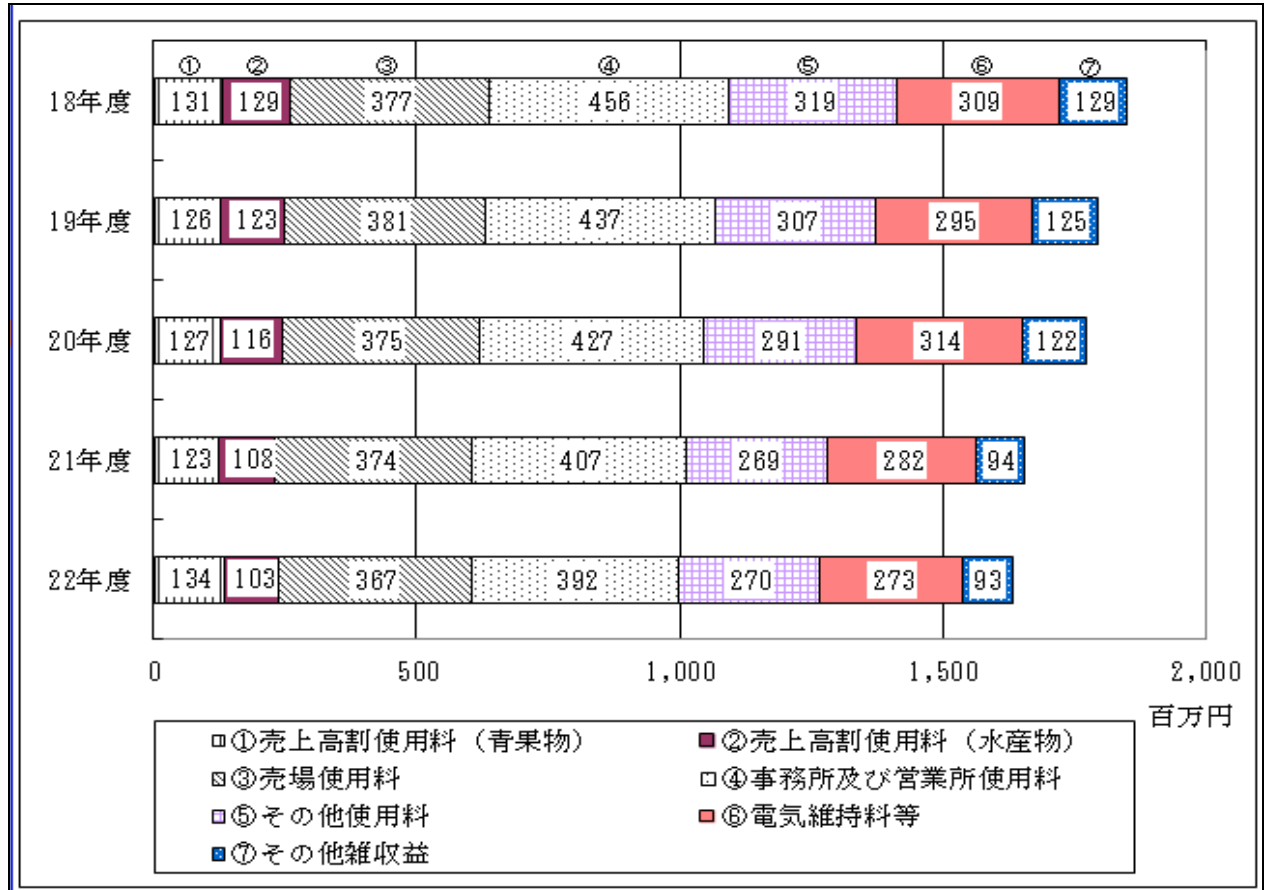 ① ② ③ ④ ⑤ ⑥ ⑦
18年度 131 129 377 456 319 309 129
19年度 126 123 381 437 307 295 125
20年度 127 116 375 427 291 314 122
21年度 123 108 374 407 269 282 94
22年度 134 103 367 392 270 273 93
0 500 1,000 1,500 2,000
百万円
①売上高割使用料（青果物） ②売上高割使用料（水産物）
③売場使用料 ④事務所及び営業所使用料
⑤その他使用料 ⑥電気維持料等
⑦その他雑収益